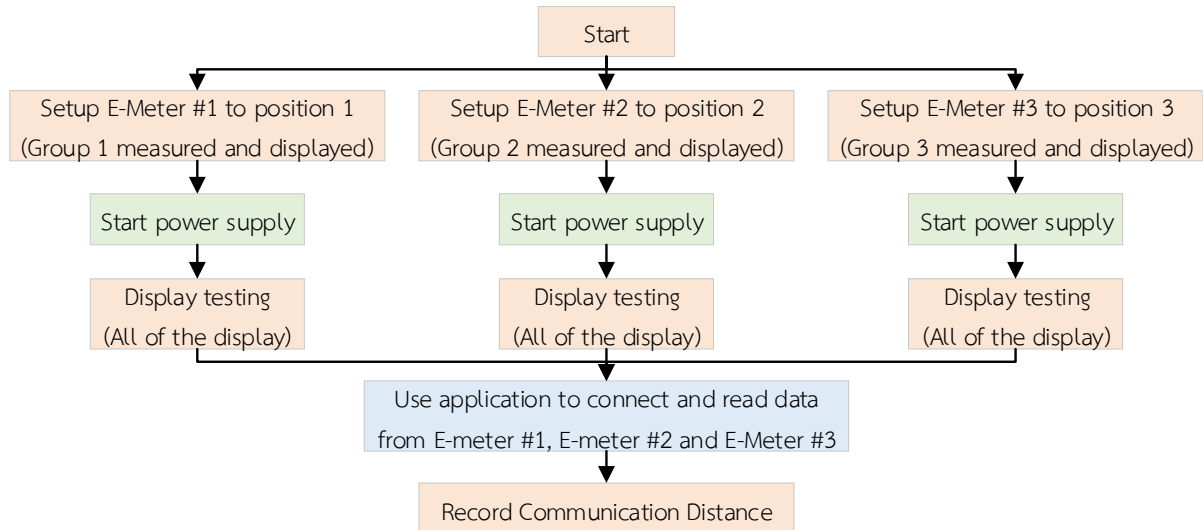 Start
Setup E-Meter #1 to position 1
(Group 1 measured and displayed)
Setup E-Meter #2 to position 2
(Group 2 measured and displayed)
Setup E-Meter #3 to position 3
(Group 3 measured and displayed)
Start power supply
Start power supply
Start power supply
Display testing
(All of the display)
Display testing
(All of the display)
Display testing
(All of the display)
Use application to connect and read data
from E-meter #1, E-meter #2 and E-Meter #3
Record Communication Distance